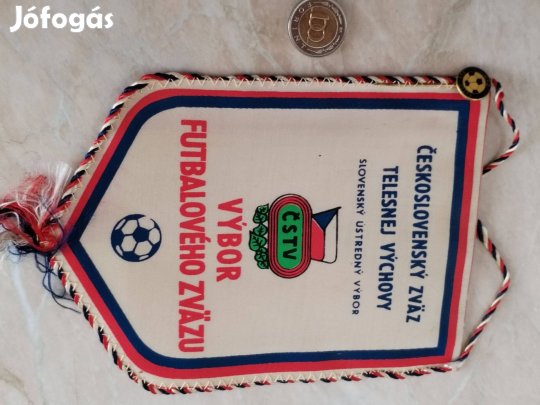 Jófogás
ČESKOSLOVENSKÝ ZVÄZ
TELESNEJ VÝCHOVY
SLOVENSKÝ ÚSTREDNÝ VÝBOR
ČSTV
VÝBOR
FUTBALOVÉHO ZVÄZU